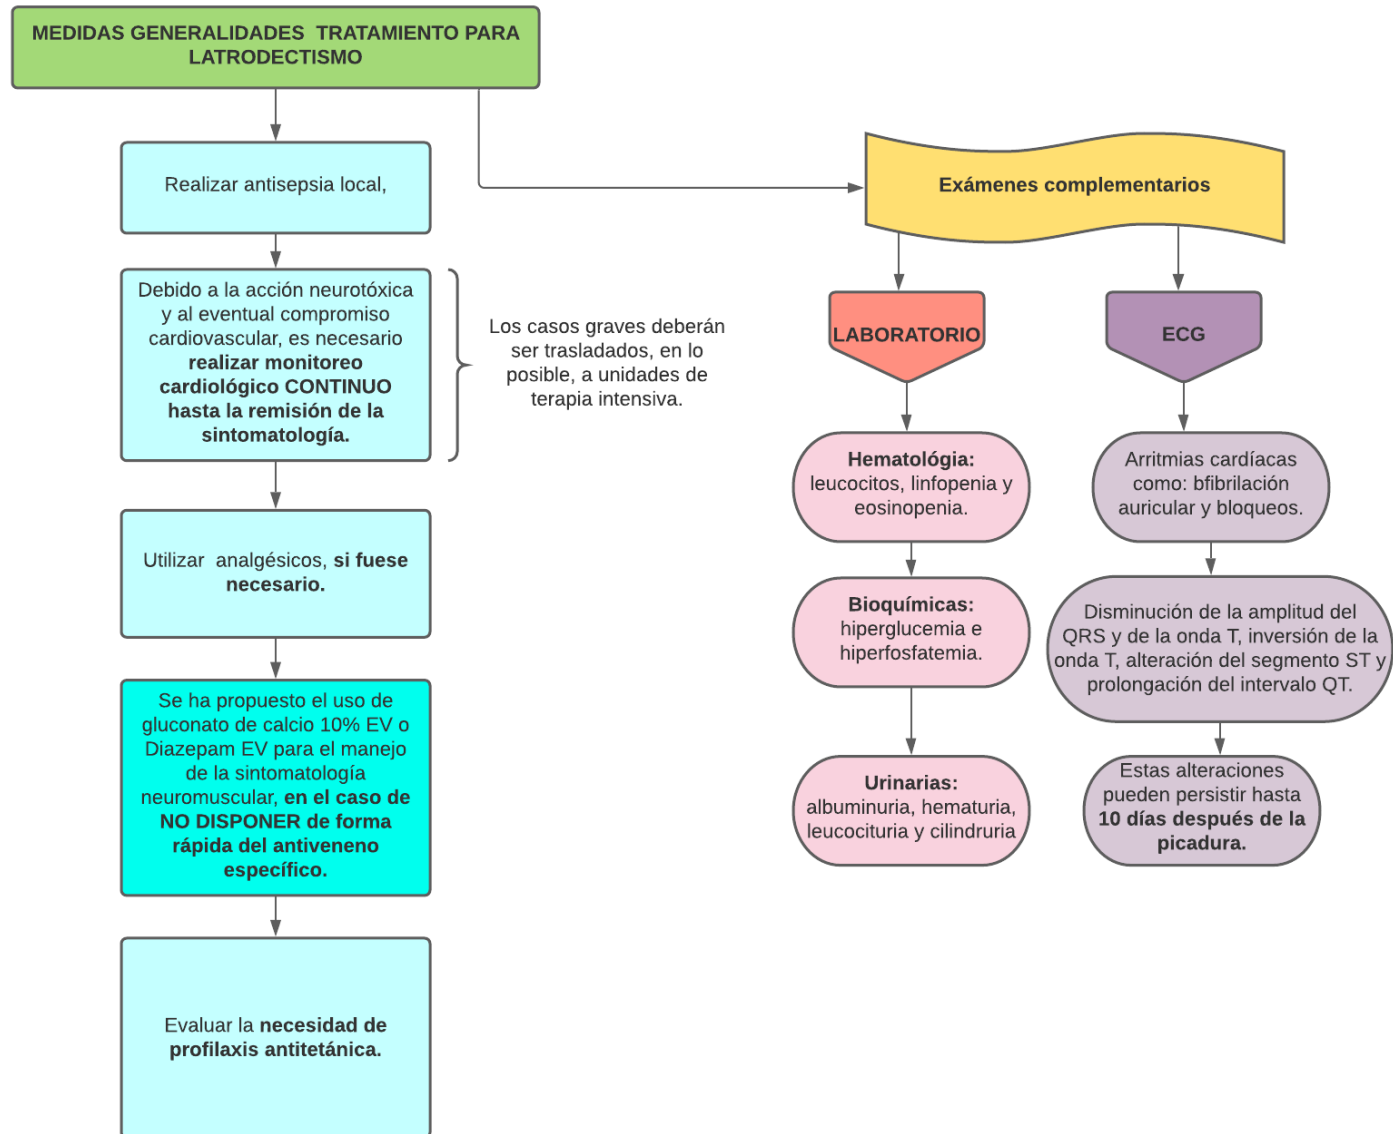 MEDIDAS GENERALIDADES  TRATAMIENTO PARA
LATRODECTISMO
Realizar antisepsia local,
Debido a la acción neurotóxica
y al eventual compromiso
cardiovascular, es necesario
realizar monitoreo
cardiológico CONTINUO
hasta la remisión de la
sintomatología.
Los casos graves deberán
ser trasladados, en lo
posible, a unidades de
terapia intensiva.
Utilizar  analgésicos, si fuese
necesario.
Se ha propuesto el uso de
gluconato de calcio 10% EV o
Diazepam EV para el manejo
de la sintomatología
neuromuscular, en el caso de
NO DISPONER de forma
rápida del antiveneno
específico.
Evaluar la necesidad de
profilaxis antitetánica.
Exámenes complementarios
LABORATORIO
Hematológia:
leucocitos, linfopenia y
eosinopenia.
Bioquímicas:
hiperglucemia e
hiperfosfatemia.
Urinarias:
albuminuria, hematuria,
leucocituria y cilindruria
ECG
Arritmias cardíacas
como: bfibrilación
auricular y bloqueos.
Disminución de la amplitud del
QRS y de la onda T, inversión de la
onda T, alteración del segmento ST y
prolongación del intervalo QT.
Estas alteraciones
pueden persistir hasta
10 días después de la
picadura.